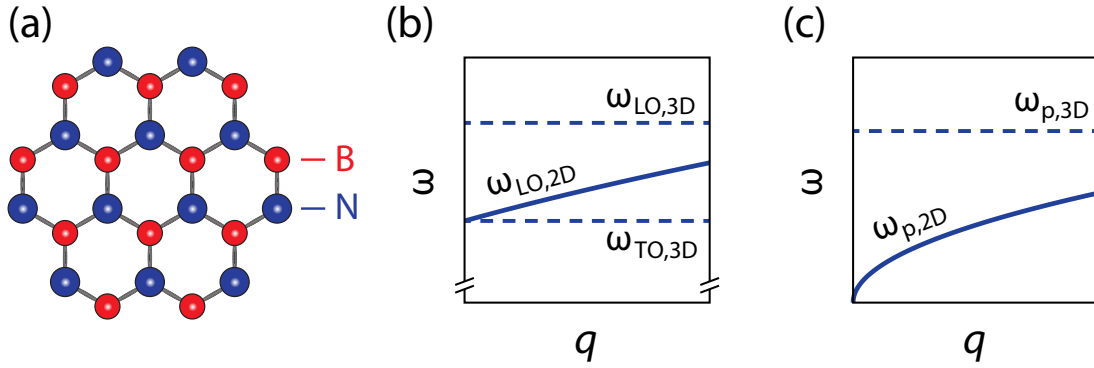 (a)
B
N
(b)
ω
ω_LO,3D
ω_LO,2D
ω_TO,3D
q
(c)
ω
ω_p,3D
ω_p,2D
q